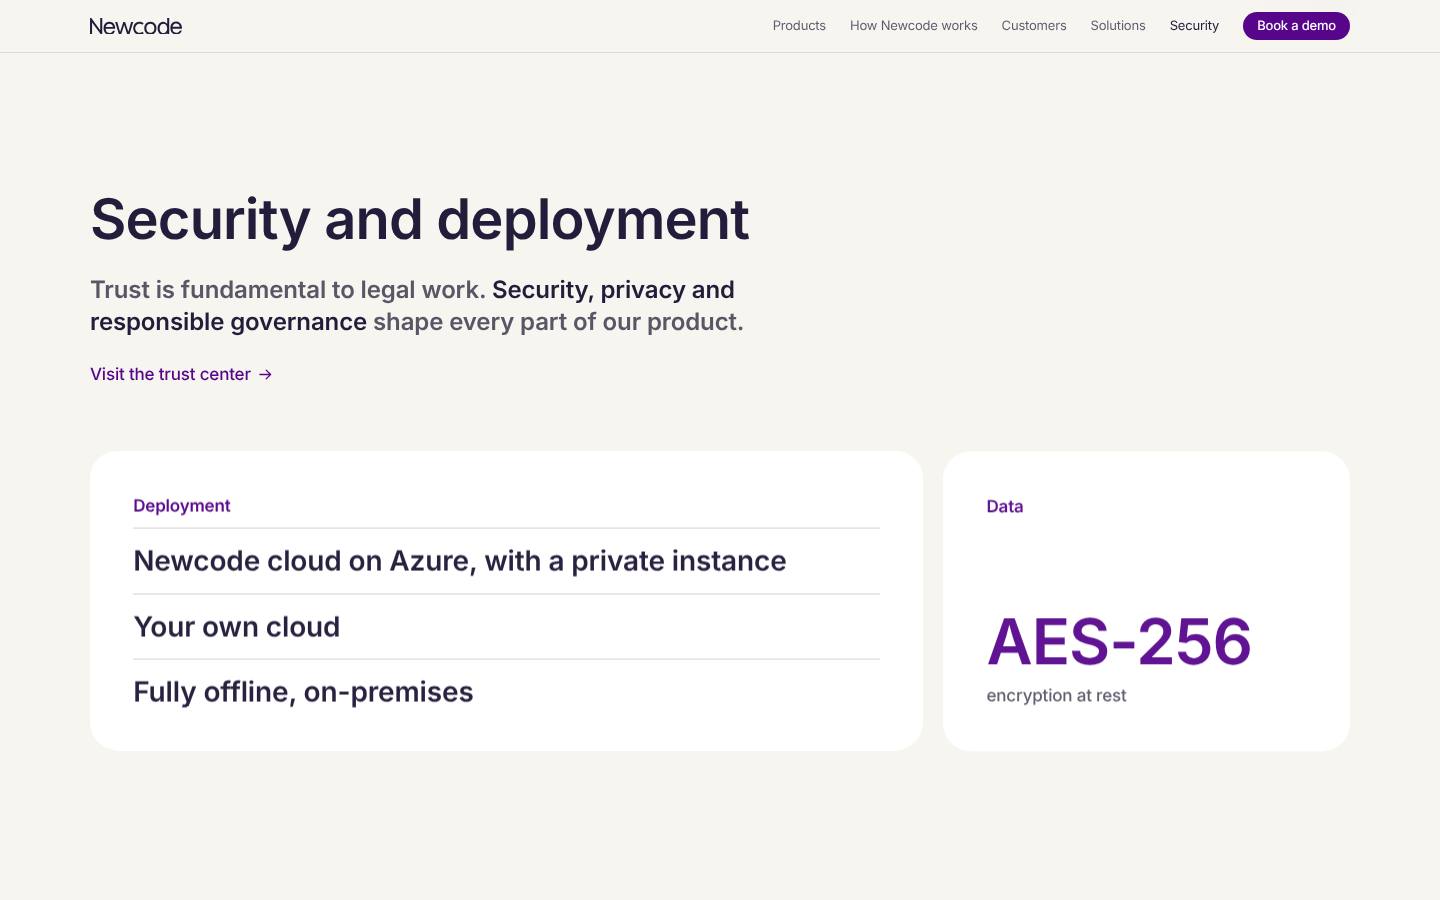 Newcode
Products
How Newcode works
Customers
Solutions
Security
Book a demo
Security and deployment
Trust is fundamental to legal work. Security, privacy and
responsible governance shape every part of our product.
Visit the trust center →
Deployment
Newcode cloud on Azure, with a private instance
Your own cloud
Fully offline, on-premises
Data
AES-256
encryption at rest